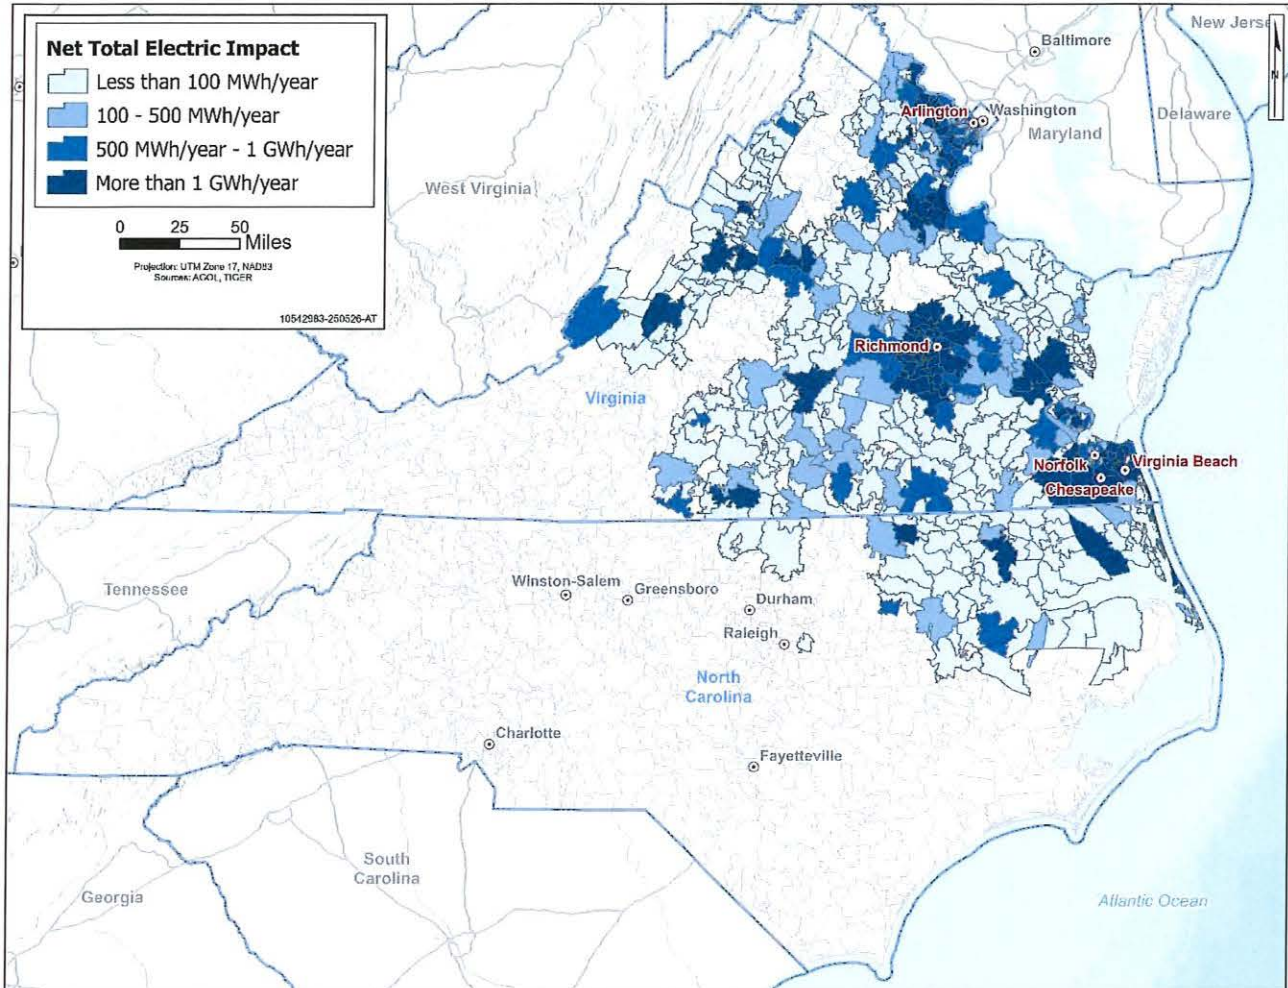 Net Total Electric Impact
Less than 100 MWh/year
100 - 500 MWh/year
500 MWh/year - 1 GWh/year
More than 1 GWh/year
0 25 50
Miles
Projection: UTM Zone 17, NAD83
Sources: AGOL, TIGER
10542983-250526-AT
New Jerse
N
Baltimore
Arlington
Washington
Maryland
Delaware
West Virginia
Richmond
Virginia
Norfolk
Virginia Beach
Chesapeake
Tennessee
Winston-Salem
Greensboro
Durham
Raleigh
North
Carolina
Charlotte
Fayetteville
South
Carolina
Georgia
Atlantic Ocean